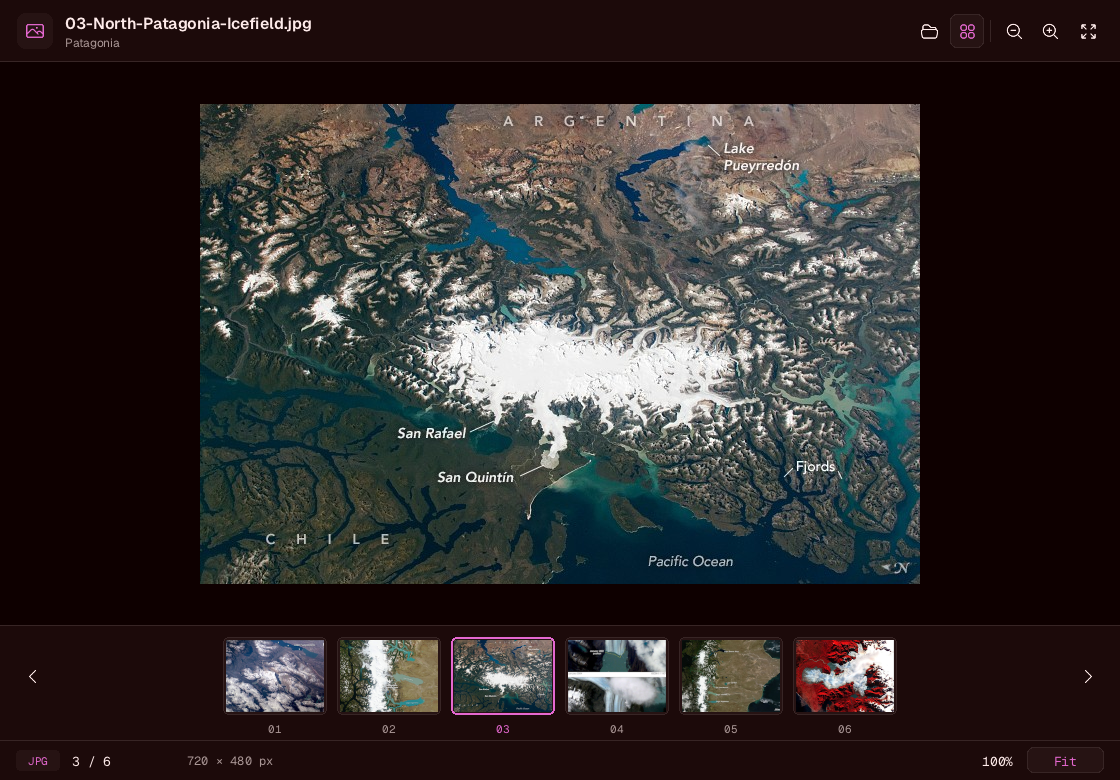 03-North-Patagonia-Icefield.jpg
Patagonia
A R G E N T I N A
Lake
Pueyrredón
San Rafael
San Quintín
Fjords
C H I L E
Pacific Ocean
N
01
02
03
04
05
06
JPG
3 / 6
720 × 480 px
100%
Fit